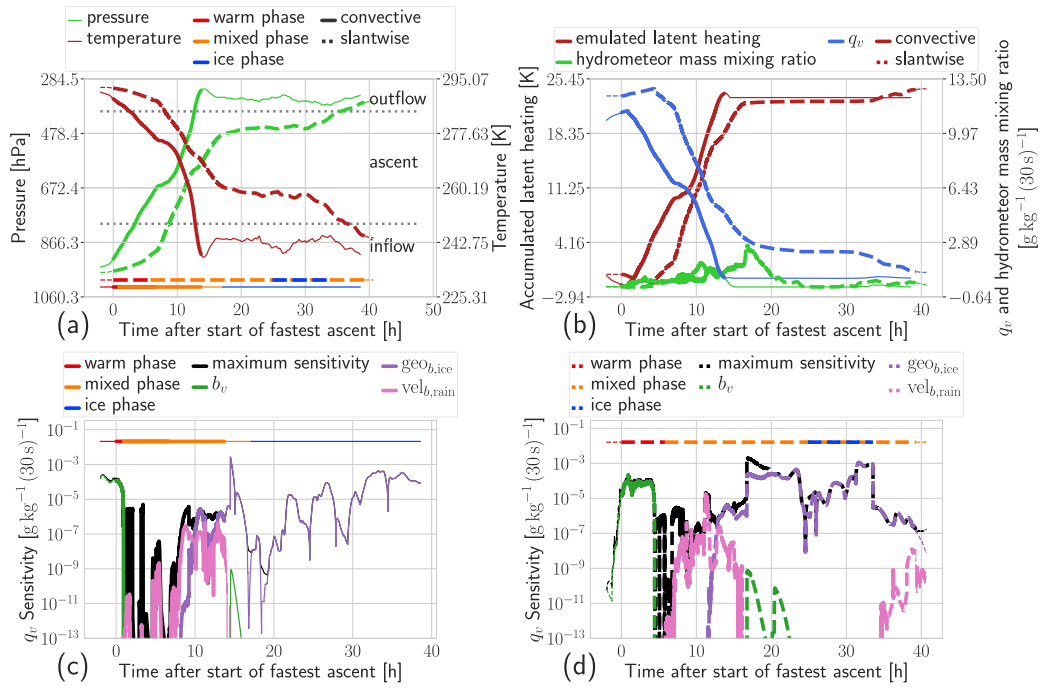 pressure warm phase convective
temperature mixed phase slantwise
ice phase
284.5 295.07
outflow
478.4 277.63
ascent
672.4 260.19
866.3 242.75
inflow
1060.3 225.31
Pressure [hPa]
Temperature [K]
0 10 20 30 40 50
(a) Time after start of fastest ascent [h]
emulated latent heating q_v convective
hydrometeor mass mixing ratio slantwise
25.45 13.50
18.35 9.97
11.25 6.43
4.16 2.89
−2.94 −0.64
Accumulated latent heating [K]
q_v and hydrometeor mass mixing ratio
[g kg⁻¹ (30 s)⁻¹]
0 10 20 30 40
(b) Time after start of fastest ascent [h]
warm phase maximum sensitivity geo_{b,ice}
mixed phase b_v vel_{b,rain}
ice phase
10⁻¹
10⁻³
10⁻⁵
10⁻⁷
10⁻⁹
10⁻¹¹
10⁻¹³
q_v Sensitvity [g kg⁻¹ (30 s)⁻¹]
0 10 20 30 40
(c) Time after start of fastest ascent [h]
warm phase maximum sensitivity geo_{b,ice}
mixed phase b_v vel_{b,rain}
ice phase
10⁻¹
10⁻³
10⁻⁵
10⁻⁷
10⁻⁹
10⁻¹¹
10⁻¹³
q_v Sensitvity [g kg⁻¹ (30 s)⁻¹]
0 10 20 30 40
(d) Time after start of fastest ascent [h]